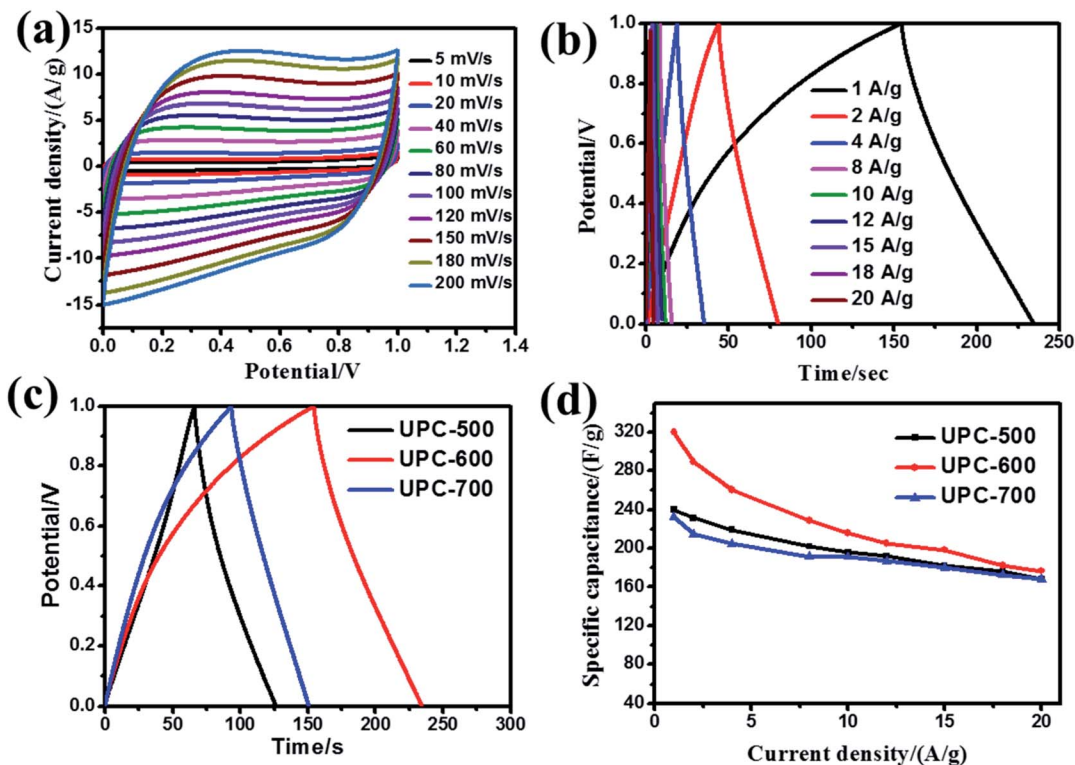 (a)
Current density/(A/g)
15
10
5
0
-5
-10
-15
0.0 0.2 0.4 0.6 0.8 1.0 1.2 1.4
Potential/V
5 mV/s
10 mV/s
20 mV/s
40 mV/s
60 mV/s
80 mV/s
100 mV/s
120 mV/s
150 mV/s
180 mV/s
200 mV/s
(b)
Potential/V
1.0
0.8
0.6
0.4
0.2
0.0
0 50 100 150 200 250
Time/sec
1 A/g
2 A/g
4 A/g
8 A/g
10 A/g
12 A/g
15 A/g
18 A/g
20 A/g
(c)
Potential/V
1.0
0.8
0.6
0.4
0.2
0.0
0 50 100 150 200 250 300
Time/s
UPC-500
UPC-600
UPC-700
(d)
Specific capacitance/(F/g)
320
280
240
200
160
120
80
40
0 5 10 15 20
Current density/(A/g)
UPC-500
UPC-600
UPC-700